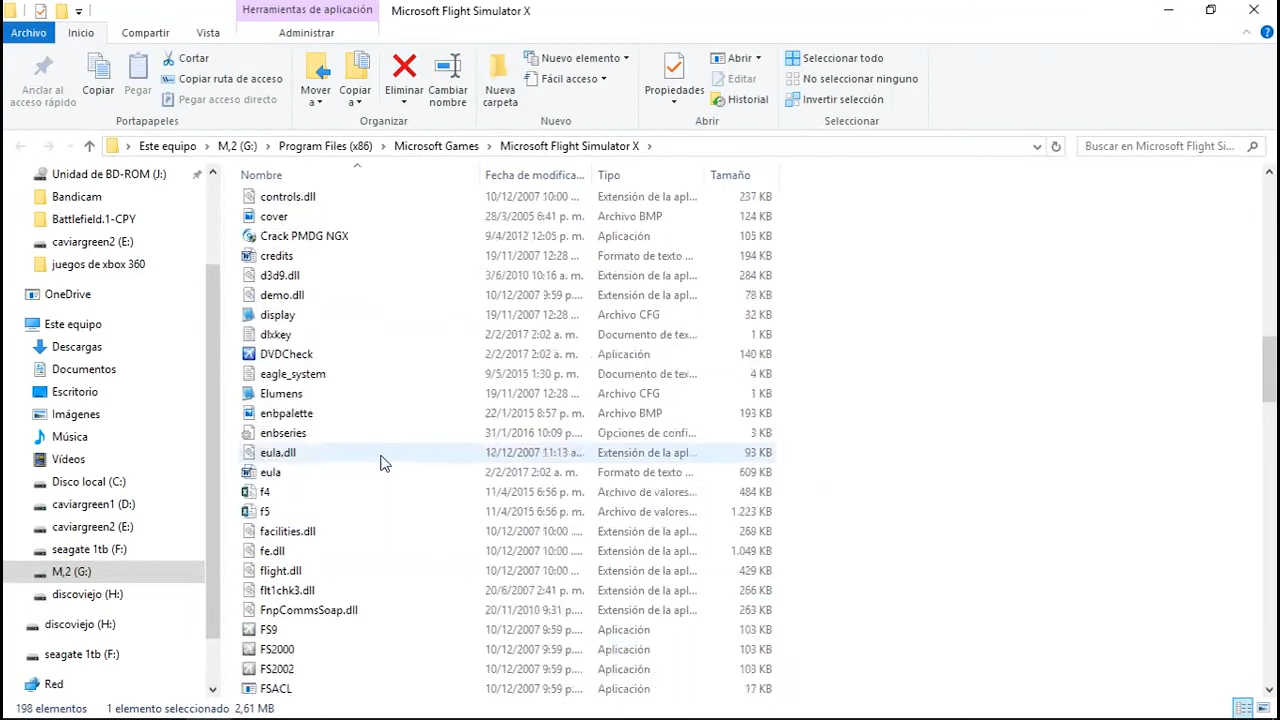 Herramientas de aplicación Microsoft Flight Simulator X
Archivo Inicio Compartir Vista Administrar
Anclar al acceso rápido
Copiar
Pegar
Cortar
Copiar ruta de acceso
Pegar acceso directo
Mover a
Copiar a
Eliminar
Cambiar nombre
Nueva carpeta
Nuevo elemento
Fácil acceso
Propiedades
Abrir
Editar
Historial
Seleccionar todo
No seleccionar ninguno
Invertir selección
Portapapeles Organizar Nuevo Abrir Seleccionar
Este equipo M,2 (G:) Program Files (x86) Microsoft Games Microsoft Flight Simulator X Buscar en Microsoft Flight Si...
Unidad de BD-ROM (J:)
Bandicam
Battlefield.1-CPY
caviargreen2 (E:)
juegos de xbox 360
OneDrive
Este equipo
Descargas
Documentos
Escritorio
Imágenes
Música
Vídeos
Disco local (C:)
caviargreen1 (D:)
caviargreen2 (E:)
seagate 1tb (F:)
M,2 (G:)
discoviejo (H:)
discoviejo (H:)
seagate 1tb (F:)
Red
Nombre Fecha de modifica... Tipo Tamaño
controls.dll 10/12/2007 10:00 ... Extensión de la apl... 237 KB
cover 28/3/2005 6:41 p. m. Archivo BMP 124 KB
Crack PMDG NGX 9/4/2012 12:05 p. m. Aplicación 105 KB
credits 19/11/2007 12:28 ... Formato de texto ... 194 KB
d3d9.dll 3/6/2010 10:16 a. m. Extensión de la apl... 284 KB
demo.dll 10/12/2007 9:59 p.... Extensión de la apl... 78 KB
display 19/11/2007 12:28 ... Archivo CFG 32 KB
dlxkey 2/2/2017 2:02 a. m. Documento de tex... 1 KB
DVDCheck 2/2/2017 2:02 a. m. Aplicación 140 KB
eagle_system 9/5/2015 1:30 p. m. Documento de tex... 4 KB
Elumens 19/11/2007 12:28 ... Archivo CFG 1 KB
enbpalette 22/1/2015 8:57 p. m. Archivo BMP 193 KB
enbseries 31/1/2016 10:09 p.... Opciones de confi... 3 KB
eula.dll 12/12/2007 11:13 a... Extensión de la apl... 93 KB
eula 2/2/2017 2:02 a. m. Formato de texto ... 609 KB
f4 11/4/2015 6:56 p. m. Archivo de valores... 484 KB
f5 11/4/2015 6:56 p. m. Archivo de valores... 1.223 KB
facilities.dll 10/12/2007 10:00 ... Extensión de la apl... 268 KB
fe.dll 10/12/2007 10:00 ... Extensión de la apl... 1.049 KB
flight.dll 10/12/2007 10:00 ... Extensión de la apl... 429 KB
flt1chk3.dll 20/6/2007 2:41 p. m. Extensión de la apl... 266 KB
FnpCommsSoap.dll 20/11/2010 9:31 p.... Extensión de la apl... 263 KB
FS9 10/12/2007 9:59 p.... Aplicación 103 KB
FS2000 10/12/2007 9:59 p.... Aplicación 103 KB
FS2002 10/12/2007 9:59 p.... Aplicación 103 KB
FSACL 10/12/2007 9:59 p.... Aplicación 17 KB
198 elementos 1 elemento seleccionado 2,61 MB